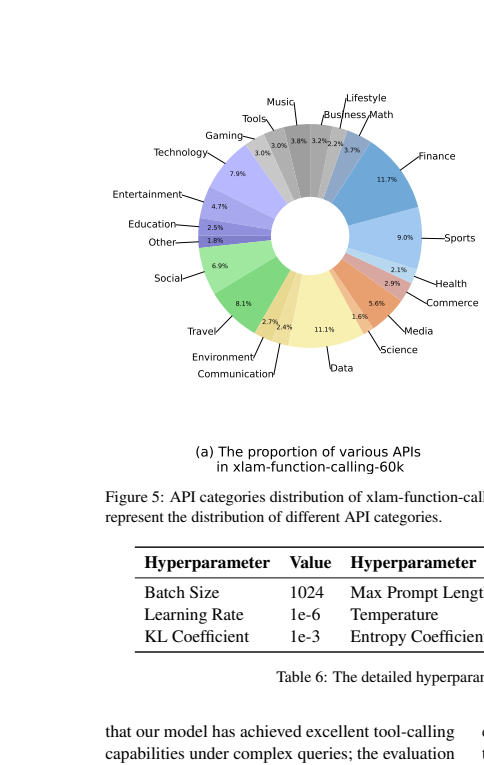 Lifestyle
Music
Business Math
Tools
Gaming
3.8%
3.2%
2.2%
3.0%
3.7%
3.0%
Technology
Finance
7.9%
11.7%
Entertainment
4.7%
Education
2.5%
9.0%
Sports
Other
1.8%
Social
6.9%
2.1%
Health
2.9%
Commerce
8.1%
5.6%
Travel
2.7%
2.4%
11.1%
1.6%
Media
Environment
Science
Communication
Data
(a) The proportion of various APIs
in xlam-function-calling-60k
Figure 5: API categories distribution of xlam-function-call
represent the distribution of different API categories.
Hyperparameter Value Hyperparameter
Batch Size 1024 Max Prompt Lengt
Learning Rate 1e-6 Temperature
KL Coefficient 1e-3 Entropy Coefficien
Table 6: The detailed hyperparar
that our model has achieved excellent tool-calling
capabilities under complex queries; the evaluation